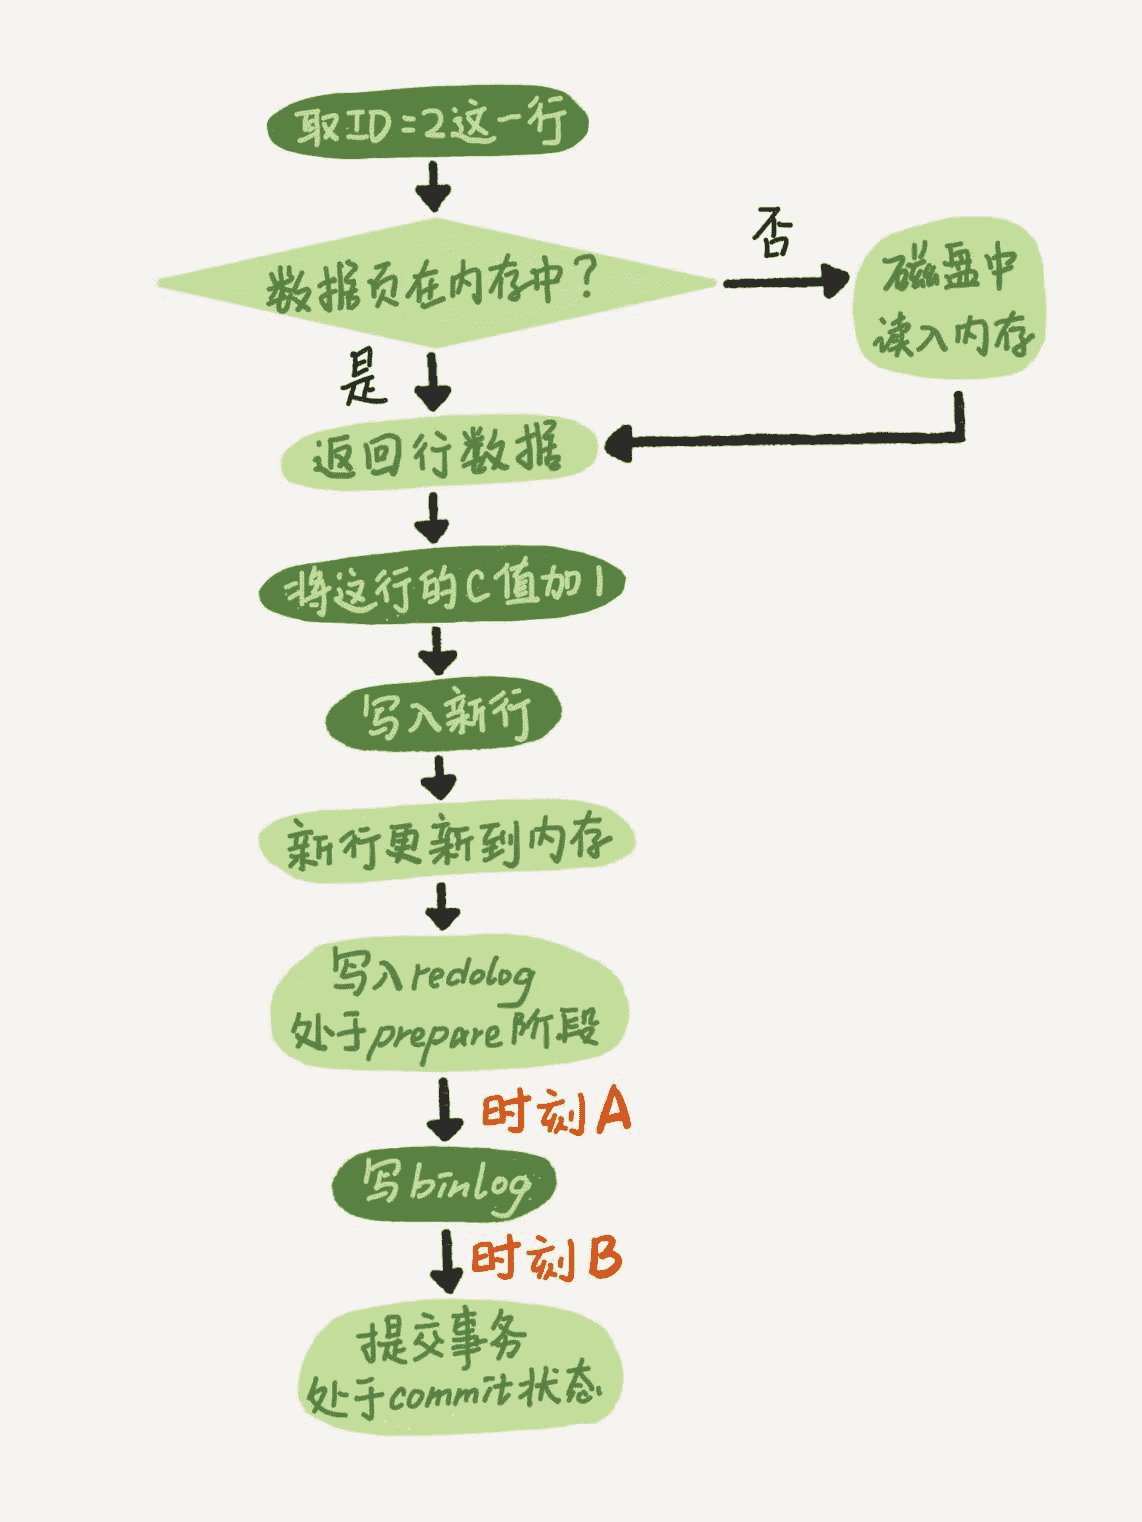 取ID=2这一行
数据页在内存中?
否
磁盘中
读入内存
是
返回行数据
将这行的C值加1
写入新行
新行更新到内存
写入redolog
处于prepare阶段
时刻A
写binlog
时刻B
提交事务
处于commit状态